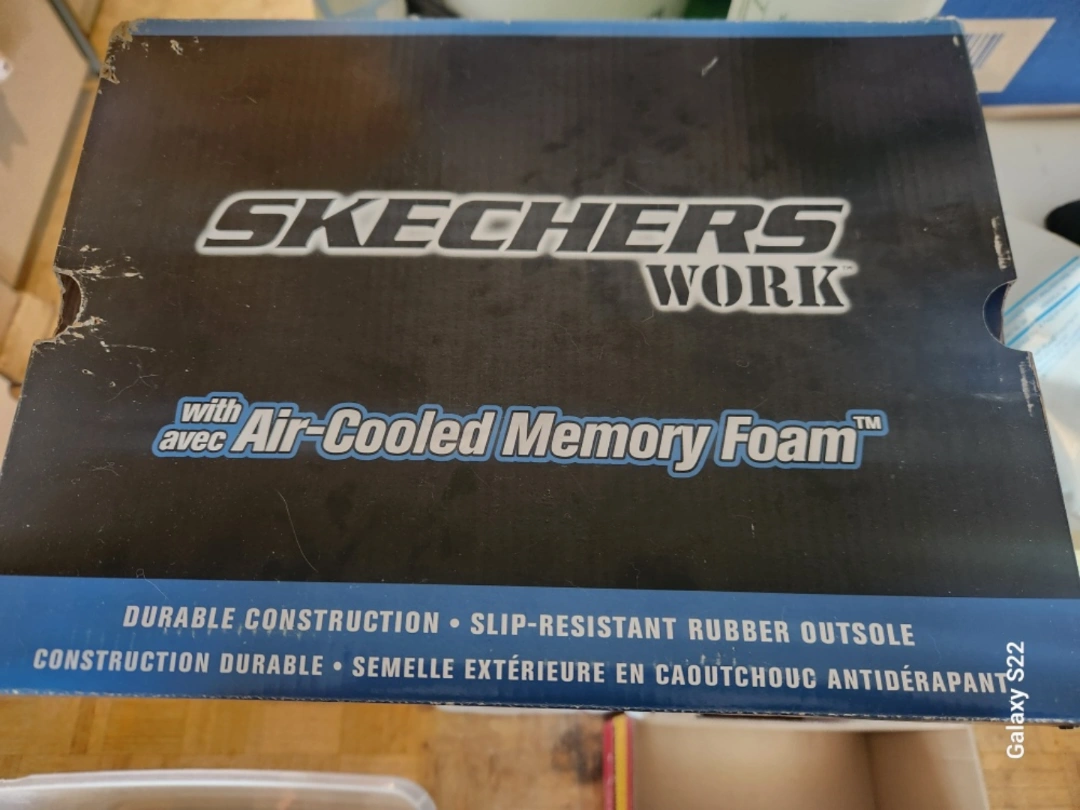 SKECHERS
WORK™
with
avec Air-Cooled Memory Foam™
DURABLE CONSTRUCTION • SLIP-RESISTANT RUBBER OUTSOLE
CONSTRUCTION DURABLE • SEMELLE EXTÉRIEURE EN CAOUTCHOUC ANTIDÉRAPANT
Galaxy S22